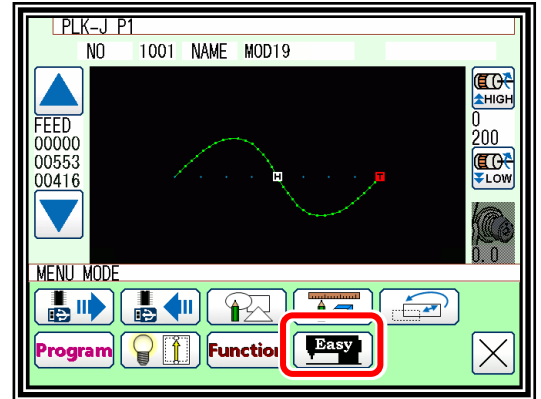 PLK-J P1
NO 1001 NAME MOD19
HIGH
FEED
0
00000
200
00553
00416
LOW
H
T
0.0
MENU MODE
Program
Function
Easy